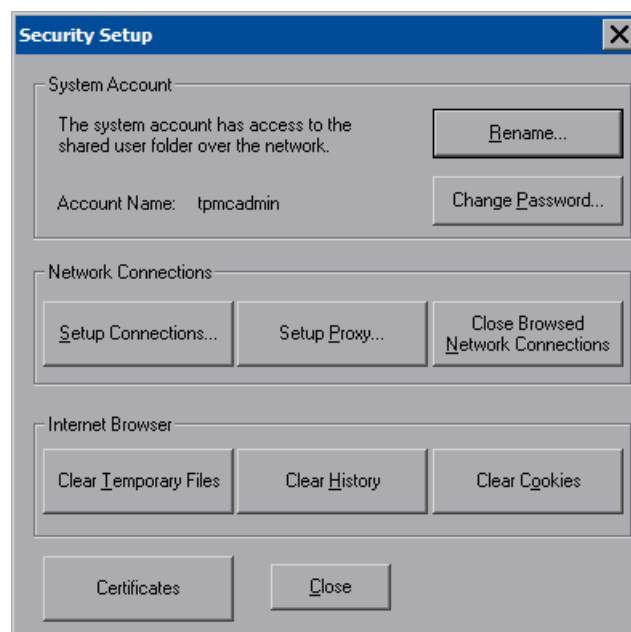 Security Setup
System Account
The system account has access to the
shared user folder over the network.
Rename...
Account Name: tpmcadmin
Change Password...
Network Connections
Setup Connections...
Setup Proxy...
Close Browsed
Network Connections
Internet Browser
Clear Temporary Files
Clear History
Clear Cookies
Certificates
Close